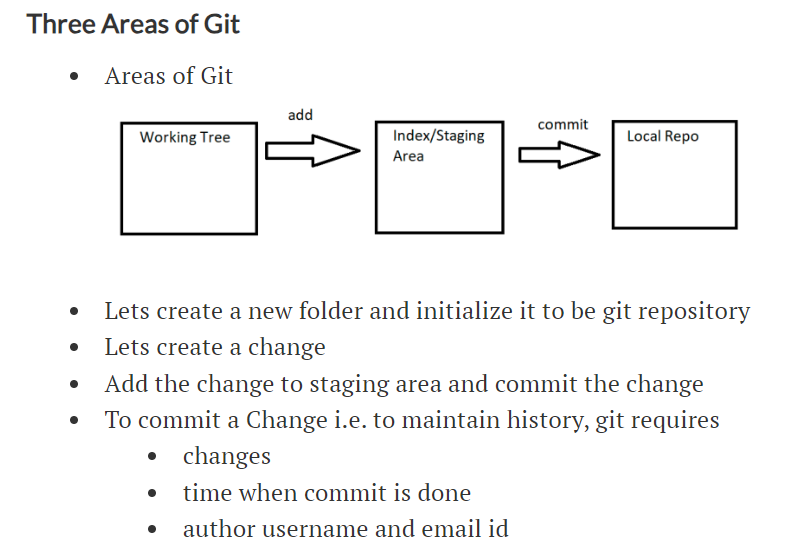 Three Areas of Git
• Areas of Git
add
commit
Working Tree
Index/Staging
Area
Local Repo
• Lets create a new folder and initialize it to be git repository
• Lets create a change
• Add the change to staging area and commit the change
• To commit a Change i.e. to maintain history, git requires
• changes
• time when commit is done
• author username and email id